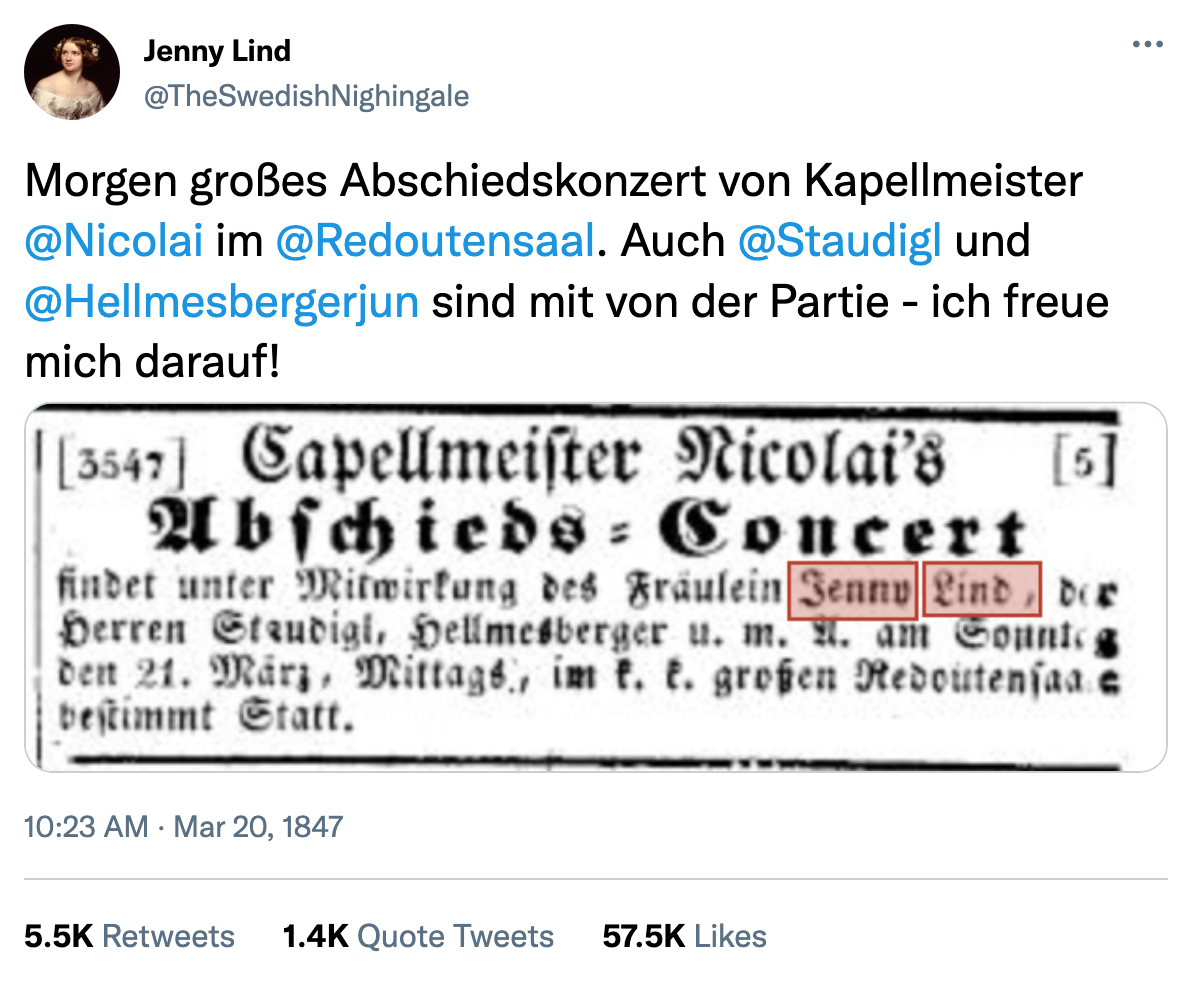 Jenny Lind
@TheSwedishNighingale
Morgen großes Abschiedskonzert von Kapellmeister
@Nicolai im @Redoutensaal. Auch @Staudigl und
@Hellmesbergerjun sind mit von der Partie - ich freue
mich darauf!
[3547] Capellmeister Nicolai's [5]
Abschieds-Concert
findet unter Mitwirkung des Fräulein Jenny Lind, der
Herren Staudigl, Hellmesberger u. m. A. am Sonntag
den 21. März, Mittags, im k. k. großen Redoutensaale
bestimmt Statt.
10:23 AM · Mar 20, 1847
5.5K Retweets 1.4K Quote Tweets 57.5K Likes